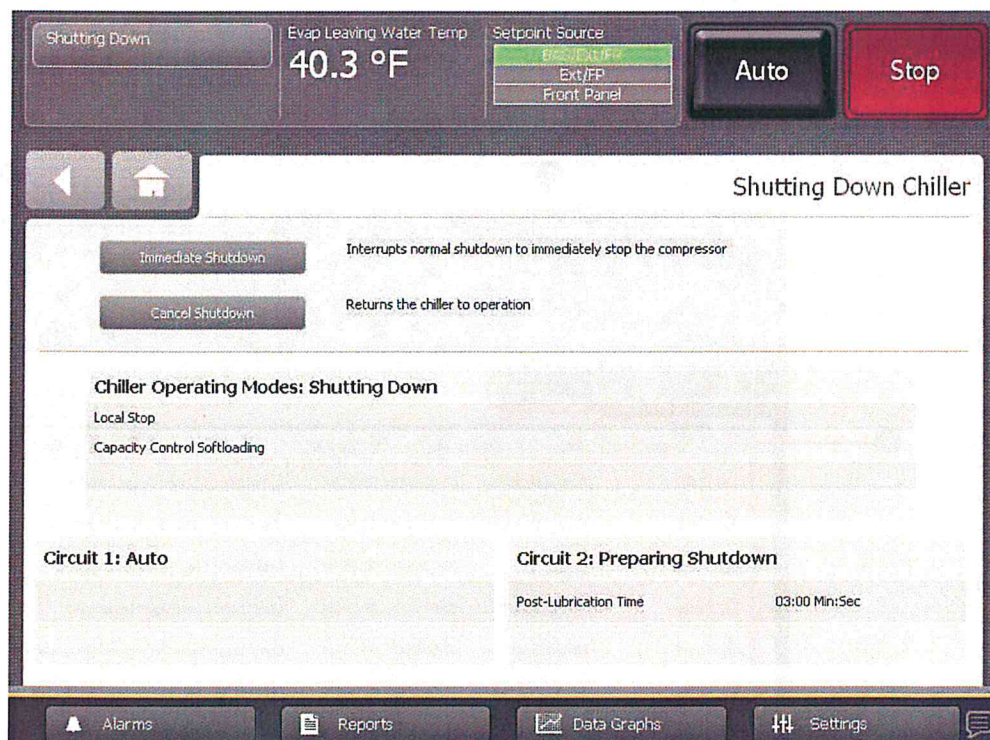 Shutting Down
Evap Leaving Water Temp
40.3 °F
Setpoint Source
BAS/Ext/FP
Ext/FP
Front Panel
Auto
Stop
Shutting Down Chiller
Immediate Shutdown
Interrupts normal shutdown to immediately stop the compressor
Cancel Shutdown
Returns the chiller to operation
Chiller Operating Modes: Shutting Down
Local Stop
Capacity Control Softloading
Circuit 1: Auto
Circuit 2: Preparing Shutdown
Post-Lubrication Time 03:00 Min:Sec
Alarms
Reports
Data Graphs
Settings